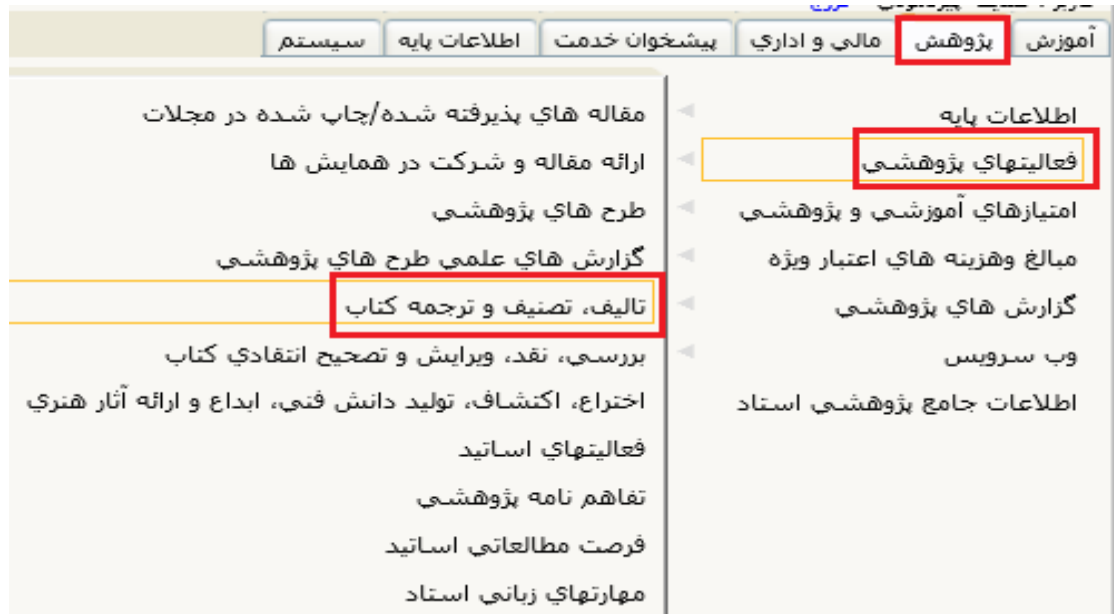 آموزش پژوهش مالي و اداري پيشخوان خدمت اطلاعات پايه سيستم
اطلاعات پايه
فعاليتهاي پژوهشي
امتيازهاي آموزشي و پژوهشي
مبالغ وهزينه هاي اعتبار ويژه
گزارش هاي پژوهشي
وب سرويس
اطلاعات جامع پژوهشي استاد
مقاله هاي پذيرفته شده/چاپ شده در مجلات
ارائه مقاله و شرکت در همايش ها
طرح هاي پژوهشي
گزارش هاي علمي طرح هاي پژوهشي
تاليف، تصنيف و ترجمه کتاب
بررسي، نقد، ويرايش و تصحيح انتقادي کتاب
اختراع، اکتشاف، توليد دانش فني، ابداع و ارائه آثار هنري
فعاليتهاي اساتيد
تفاهم نامه پژوهشي
فرصت مطالعاتي اساتيد
مهارتهاي زباني استاد